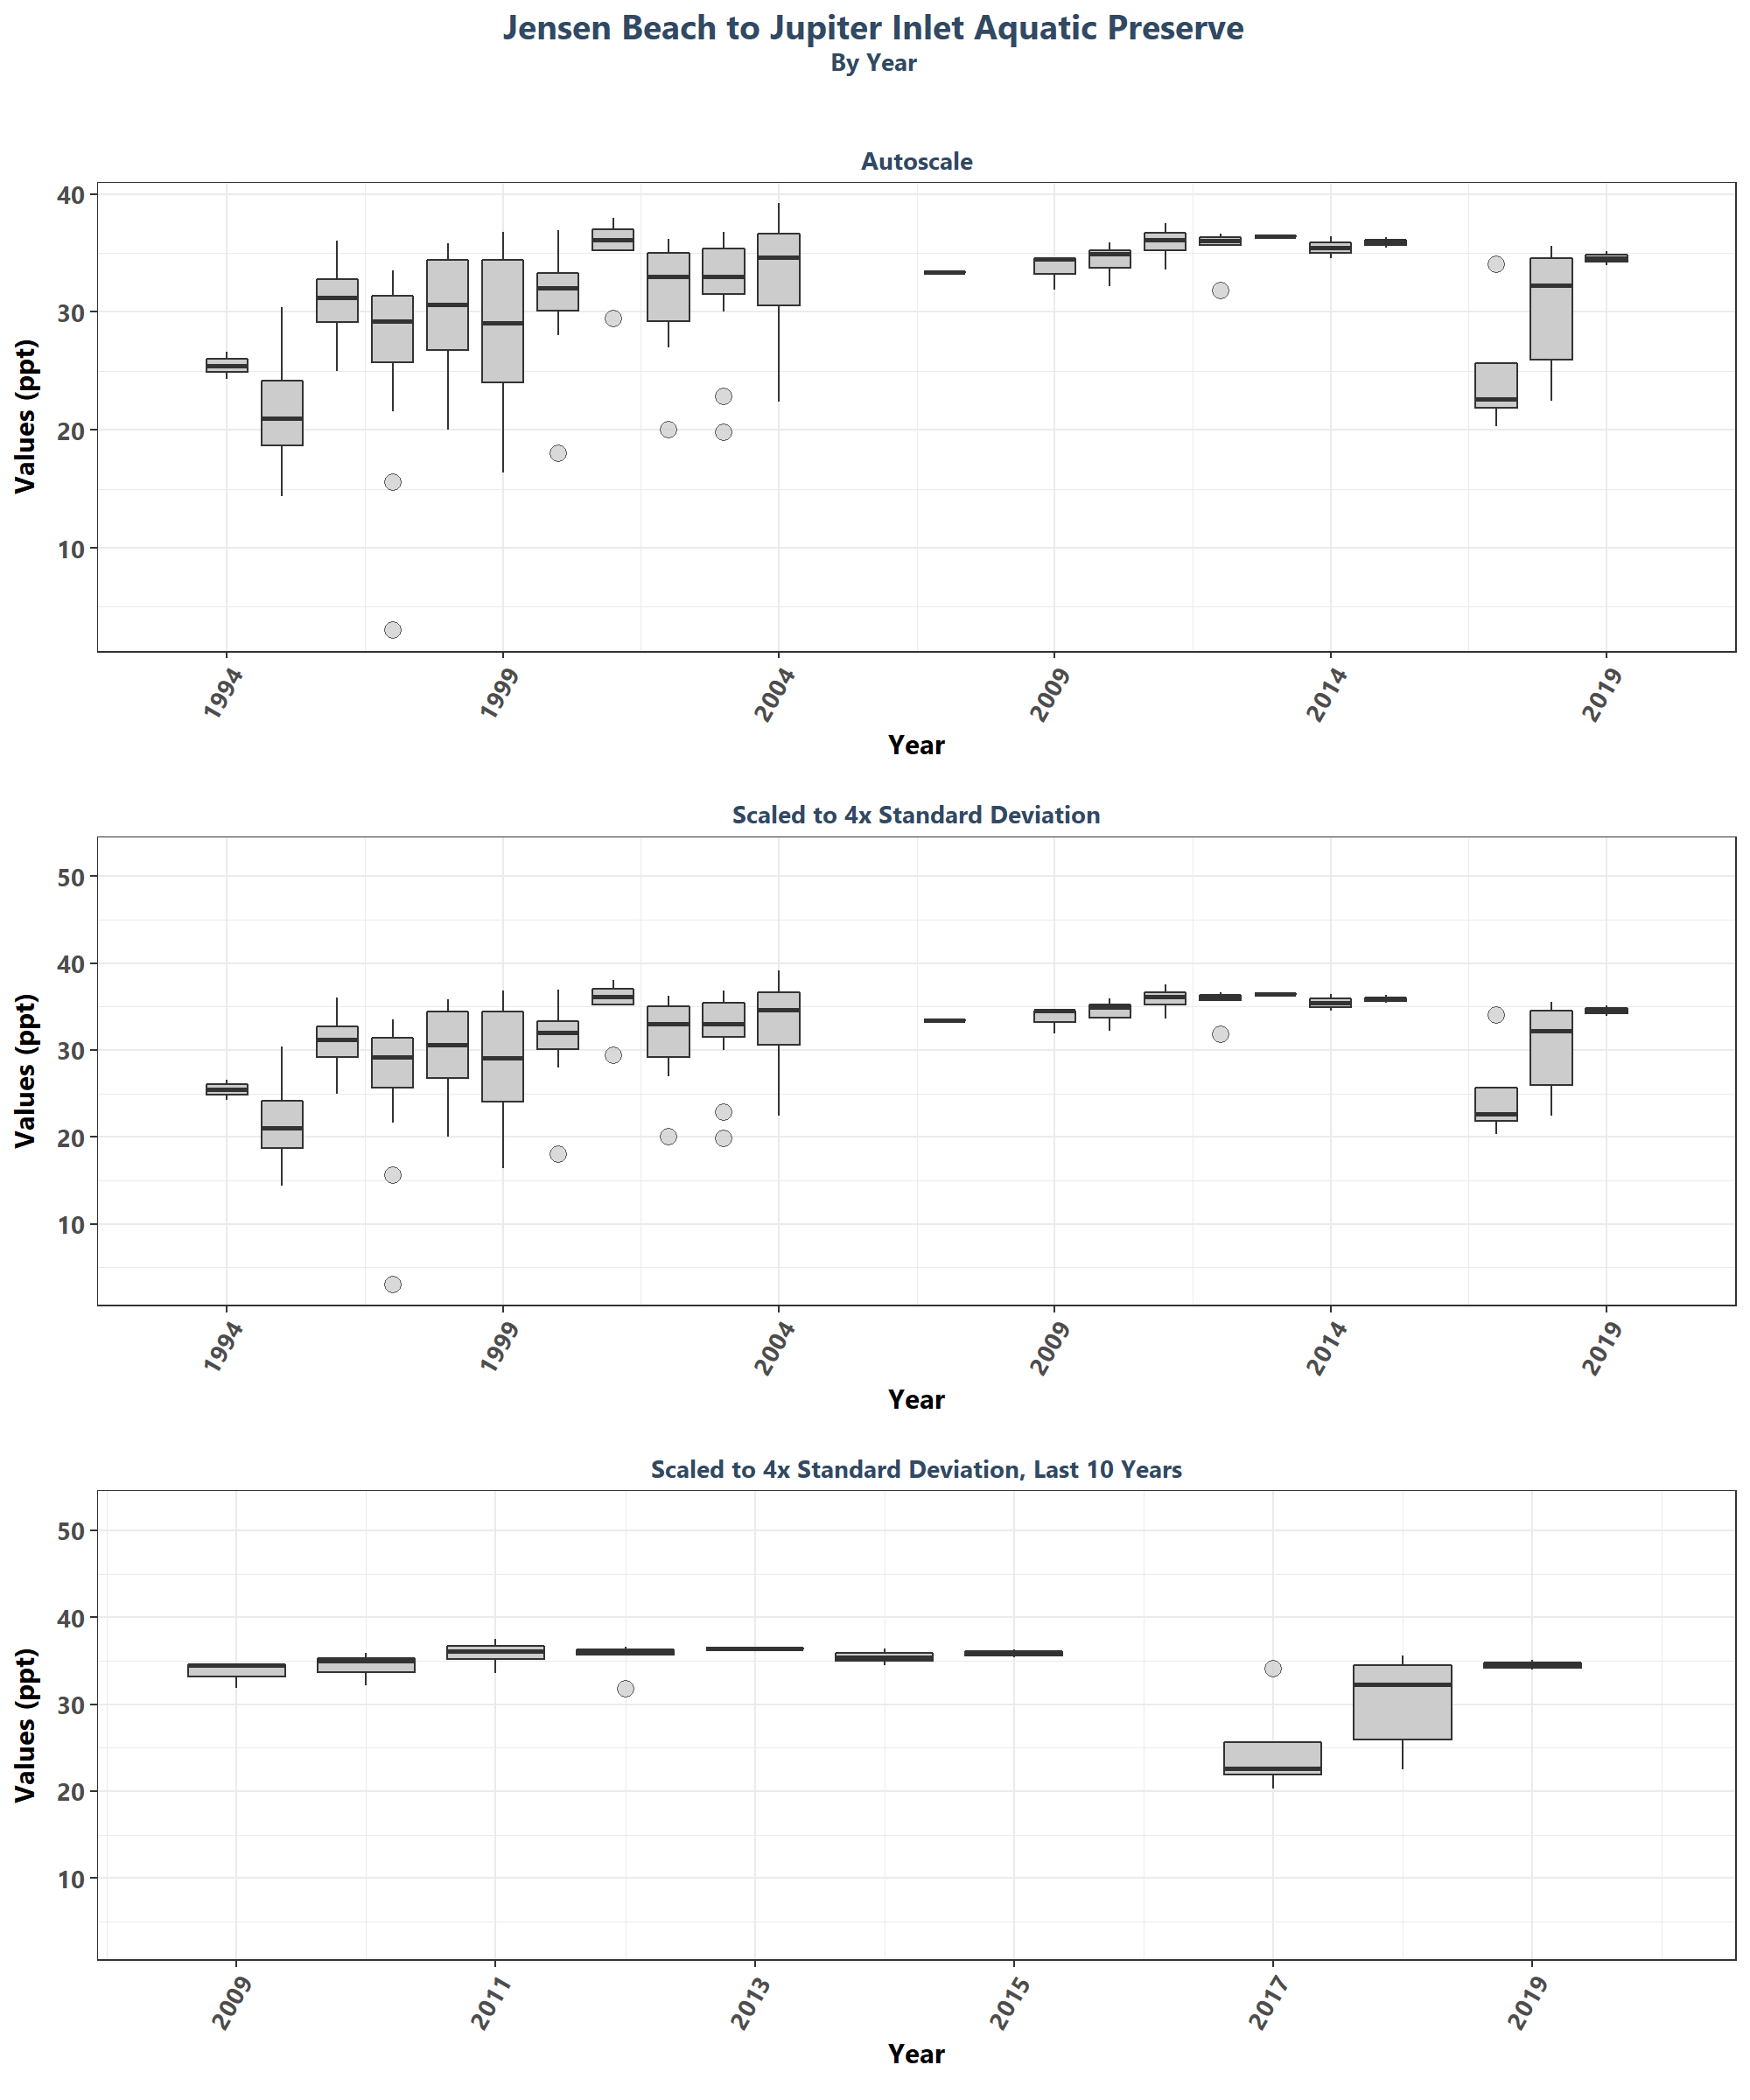 Jensen Beach to Jupiter Inlet Aquatic Preserve
By Year
Autoscale
Values (ppt)
40
30
20
10
1994
1999
2004
2009
2014
2019
Year
Scaled to 4x Standard Deviation
Values (ppt)
50
40
30
20
10
1994
1999
2004
2009
2014
2019
Year
Scaled to 4x Standard Deviation, Last 10 Years
Values (ppt)
50
40
30
20
10
2009
2011
2013
2015
2017
2019
Year